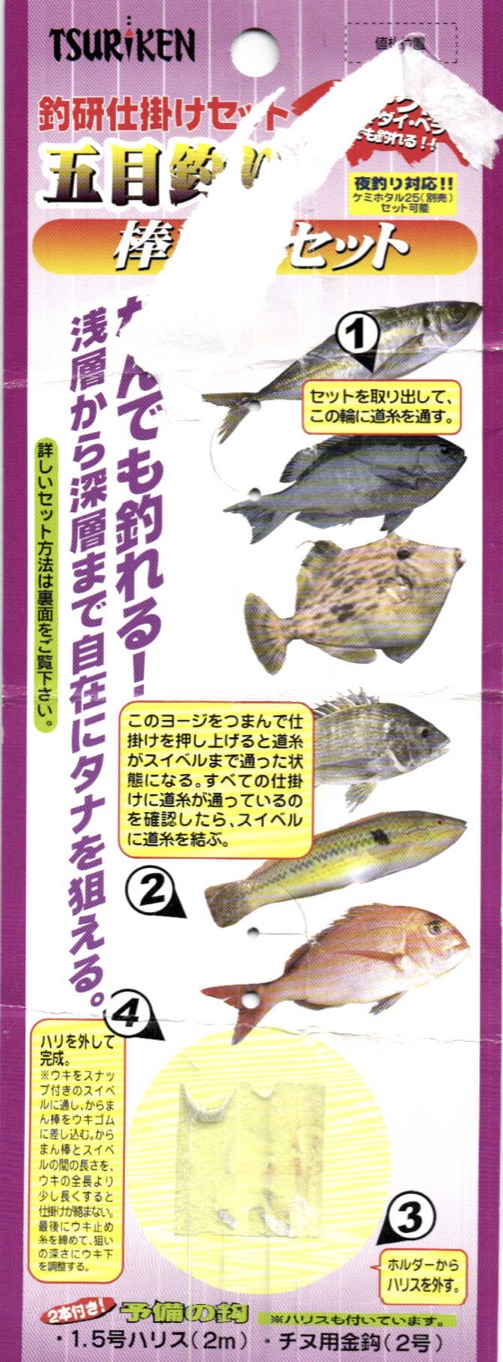 TSURiKEN
釣研仕掛けセット
五目釣り
棒 セット
ダイ・ベラ
でも釣れる!!
夜釣り対応!!
ケミホタル25(別売)
セット可能
なんでも釣れる!
浅層から深層まで自在にタナを狙える。
詳しいセット方法は裏面をご覧下さい。
1
セットを取り出して、
この輪に道糸を通す。
このヨージをつまんで仕
掛けを押し上げると道糸
がスイベルまで通った状
態になる。すべての仕掛
けに道糸が通っているの
を確認したら、スイベル
に道糸を結ぶ。
2
4
ハリを外して
完成。
※ウキをスナッ
プ付きのスイベ
ルに通し、からま
ん棒をウキゴム
に差し込む。から
まん棒とスイベ
ルの間の長さを、
ウキの全長より
少し長くすると
仕掛けが絡まない。
最後にウキ止め
糸を締めて、狙い
の深さにウキ下
を調整する。
3
ホルダーから
ハリスを外す。
2本付き! 予備の鈎 ※ハリスも付いています。
・1.5号ハリス(2m) ・チヌ用金鈎(2号)